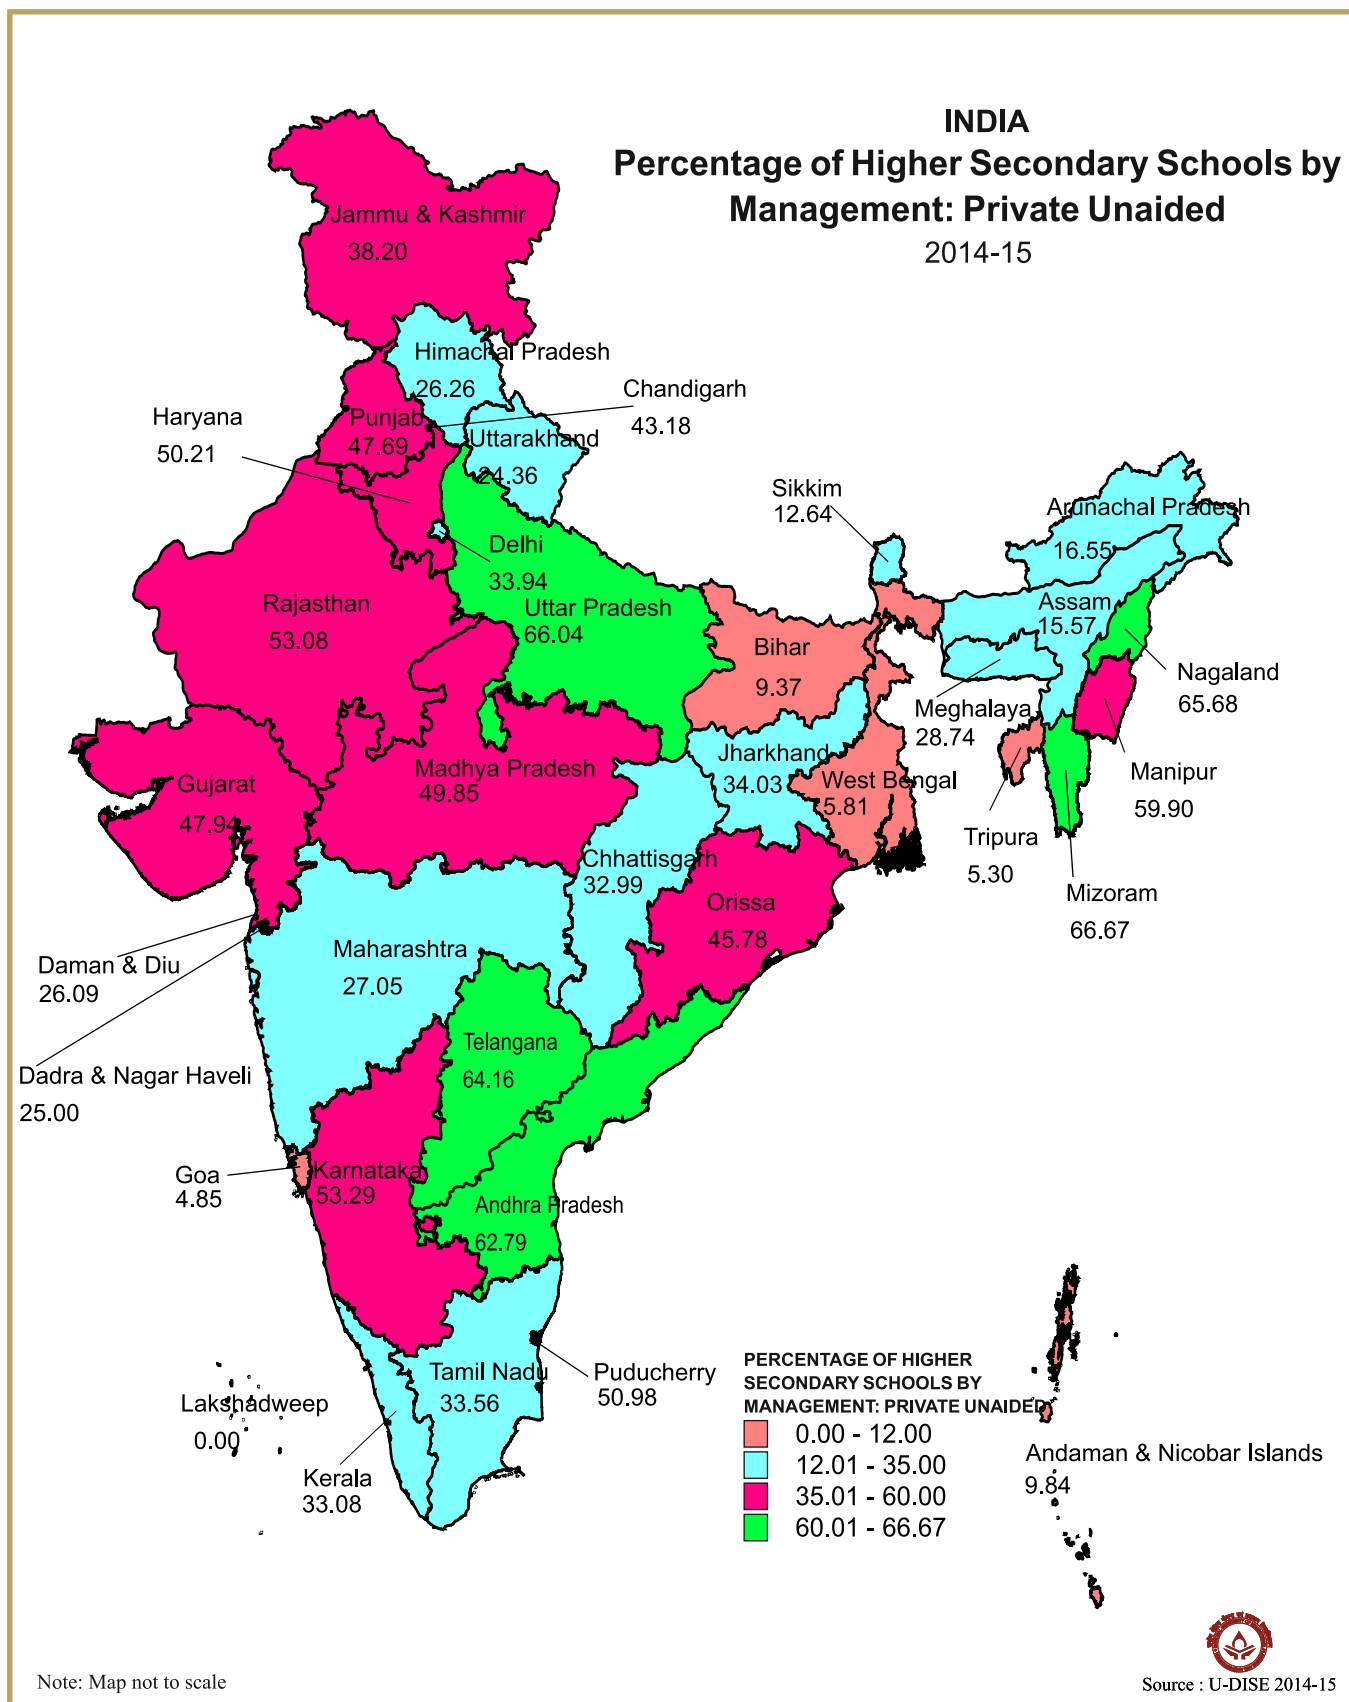 INDIA
Percentage of Higher Secondary Schools by
Management: Private Unaided
2014-15
Jammu & Kashmir
38.20
Himachal Pradesh
26.26
Chandigarh
43.18
Haryana
50.21
Punjab
47.69
Uttarakhand
24.36
Sikkim
12.64
Arunachal Pradesh
16.55
Delhi
33.94
Rajasthan
53.08
Uttar Pradesh
66.04
Assam
15.57
Bihar
9.37
Nagaland
65.68
Meghalaya
28.74
Jharkhand
34.03
Madhya Pradesh
49.85
West Bengal
5.81
Manipur
59.90
Gujarat
47.94
Tripura
5.30
Chhattisgarh
32.99
Mizoram
66.67
Orissa
45.78
Maharashtra
27.05
Daman & Diu
26.09
Telangana
64.16
Dadra & Nagar Haveli
25.00
Goa
4.85
Karnataka
53.29
Andhra Pradesh
62.79
Tamil Nadu
33.56
Puducherry
50.98
Lakshadweep
0.00
Kerala
33.08
PERCENTAGE OF HIGHER
SECONDARY SCHOOLS BY
MANAGEMENT: PRIVATE UNAIDED
0.00 - 12.00
12.01 - 35.00
35.01 - 60.00
60.01 - 66.67
Andaman & Nicobar Islands
9.84
Note: Map not to scale
Source : U-DISE 2014-15